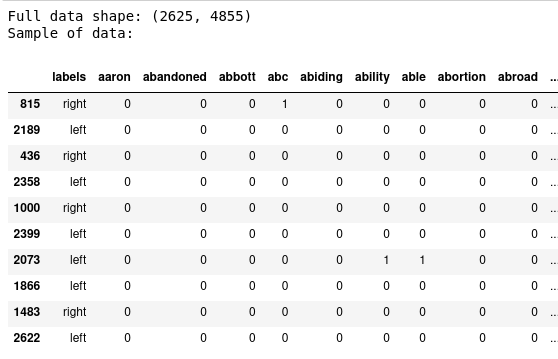 Full data shape: (2625, 4855)
Sample of data:
labels aaron abandoned abbott abc abiding ability able abortion abroad ...
815 right 0 0 0 1 0 0 0 0 0 ...
2189 left 0 0 0 0 0 0 0 0 0 ...
436 right 0 0 0 0 0 0 0 0 0 ...
2358 left 0 0 0 0 0 0 0 0 0 ...
1000 right 0 0 0 0 0 0 0 0 0 ...
2399 left 0 0 0 0 0 0 0 0 0 ...
2073 left 0 0 0 0 0 1 1 0 0 ...
1866 left 0 0 0 0 0 0 0 0 0 ...
1483 right 0 0 0 0 0 0 0 0 0 ...
2622 left 0 0 0 0 0 0 0 0 0 ...